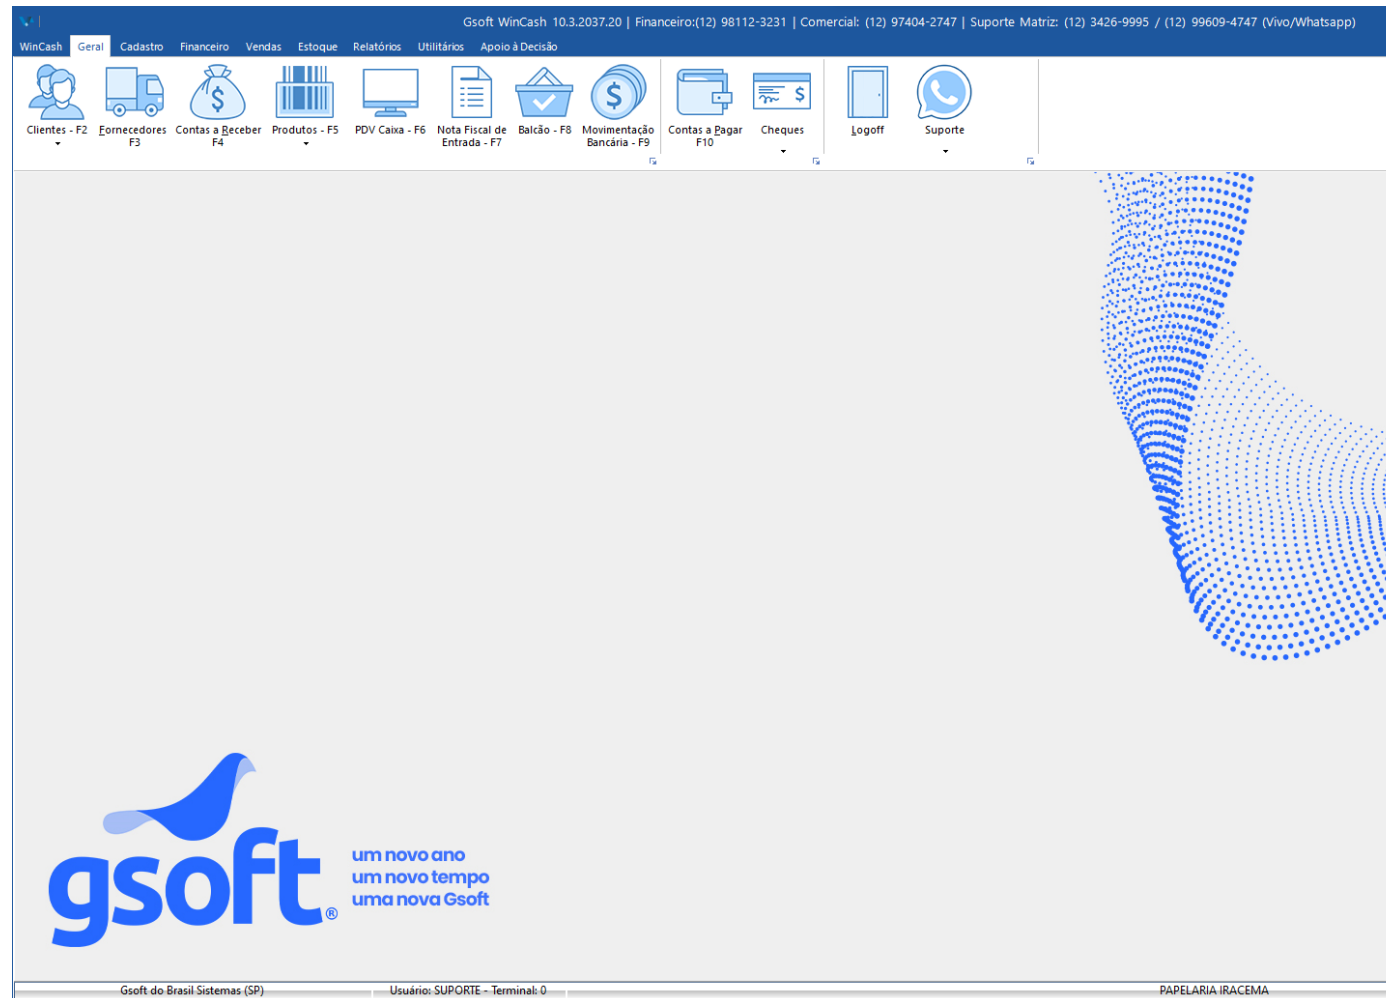 Gsoft WinCash 10.3.2037.20 | Financeiro:(12) 98112-3231 | Comercial: (12) 97404-2747 | Suporte Matriz: (12) 3426-9995 / (12) 99609-4747 (Vivo/Whatsapp)
WinCash Geral Cadastro Financeiro Vendas Estoque Relatórios Utilitários Apoio à Decisão
Clientes - F2 Fornecedores Contas a Receber Produtos - F5 PDV Caixa - F6 Nota Fiscal de Balcão - F8 Movimentação Contas a Pagar Cheques Logoff Suporte
F3 F4 Entrada - F7 Bancária - F9 F10
gsoft®
um novo ano
um novo tempo
uma nova Gsoft
Gsoft do Brasil Sistemas (SP) Usuário: SUPORTE - Terminal: 0 PAPELARIA IRACEMA